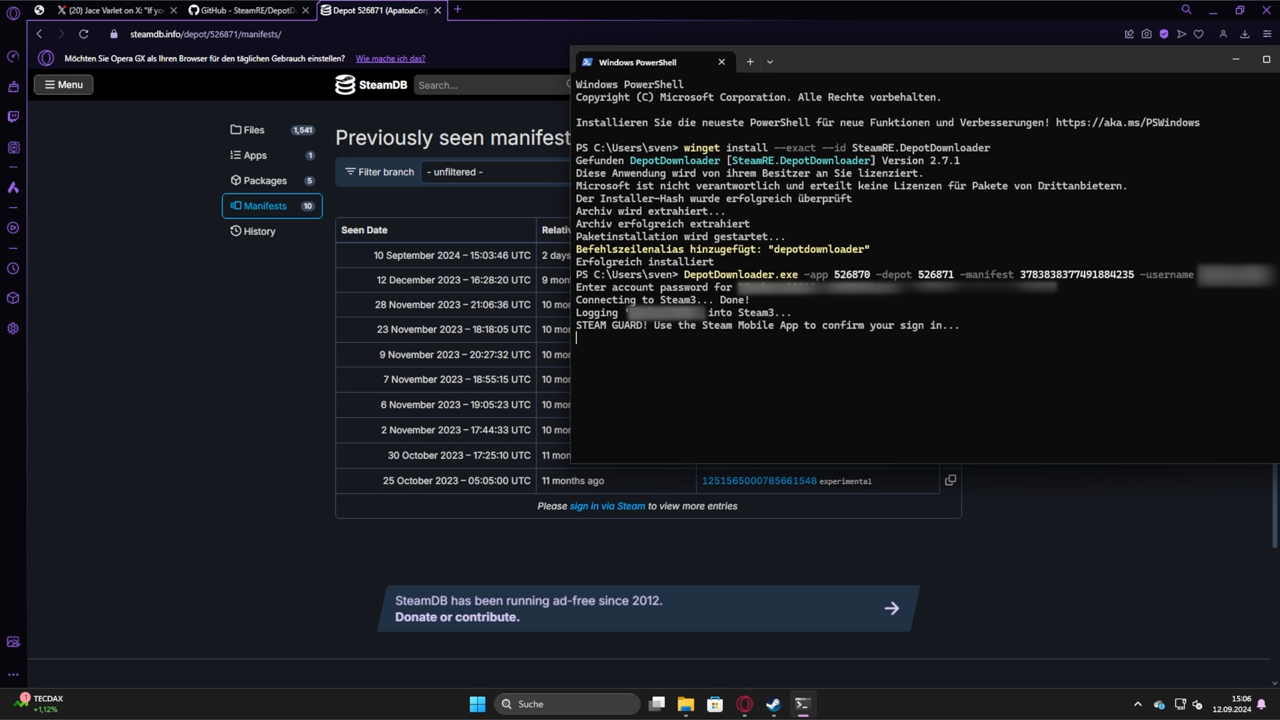 (20) Jace Varlet on X: "If you
GitHub - SteamRE/DepotD
Depot 526871 (ApatoaCorp
steamdb.info/depot/526871/manifests/
Möchten Sie Opera GX als Ihren Browser für den täglichen Gebrauch einstellen? Wie mache ich das?
Menu
SteamDB
Search...
Files 1,541
Apps 1
Packages 5
Manifests 10
History
Previously seen manifest
Filter branch - unfiltered -
Seen Date Relativ
10 September 2024 – 15:03:46 UTC 2 days
12 December 2023 – 16:28:20 UTC 9 mon
28 November 2023 – 21:06:36 UTC 10 mo
23 November 2023 – 18:18:05 UTC 10 mo
9 November 2023 – 20:27:32 UTC 10 mo
7 November 2023 – 18:55:15 UTC 10 mo
6 November 2023 – 19:05:23 UTC 10 mo
2 November 2023 – 17:44:33 UTC 10 mo
30 October 2023 – 17:25:10 UTC 11 mon
25 October 2023 – 05:05:00 UTC 11 months ago 1251565000785661548 experimental
Please sign in via Steam to view more entries
SteamDB has been running ad-free since 2012.
Donate or contribute.
Windows PowerShell
Windows PowerShell
Copyright (C) Microsoft Corporation. Alle Rechte vorbehalten.
Installieren Sie die neueste PowerShell für neue Funktionen und Verbesserungen! https://aka.ms/PSWindows
PS C:\Users\sven> winget install --exact --id SteamRE.DepotDownloader
Gefunden DepotDownloader [SteamRE.DepotDownloader] Version 2.7.1
Diese Anwendung wird von ihrem Besitzer an Sie lizenziert.
Microsoft ist nicht verantwortlich und erteilt keine Lizenzen für Pakete von Drittanbietern.
Der Installer-Hash wurde erfolgreich überprüft
Archiv wird extrahiert...
Archiv erfolgreich extrahiert
Paketinstallation wird gestartet...
Befehlszeilenalias hinzugefügt: "depotdownloader"
Erfolgreich installiert
PS C:\Users\sven> DepotDownloader.exe -app 526870 -depot 526871 -manifest 3783838377491884235 -username
Enter account password for
Connecting to Steam3... Done!
Logging ' into Steam3...
STEAM GUARD! Use the Steam Mobile App to confirm your sign in...
1
TECDAX
+1,12%
Suche
15:06
12.09.2024